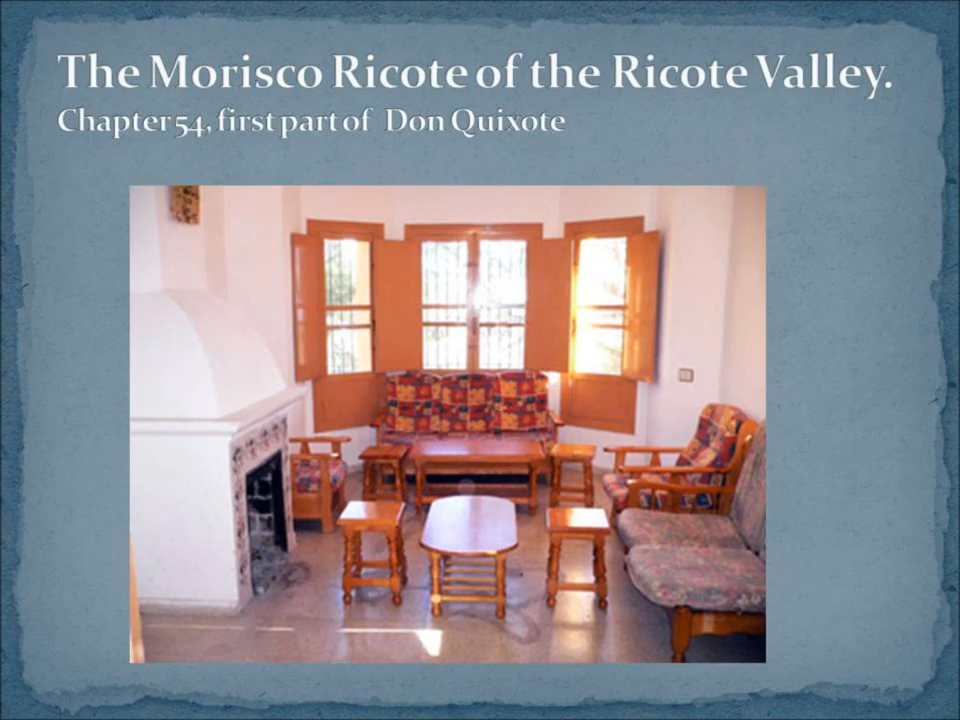 The Morisco Ricote of the Ricote Valley.
Chapter 54, first part of Don Quixote